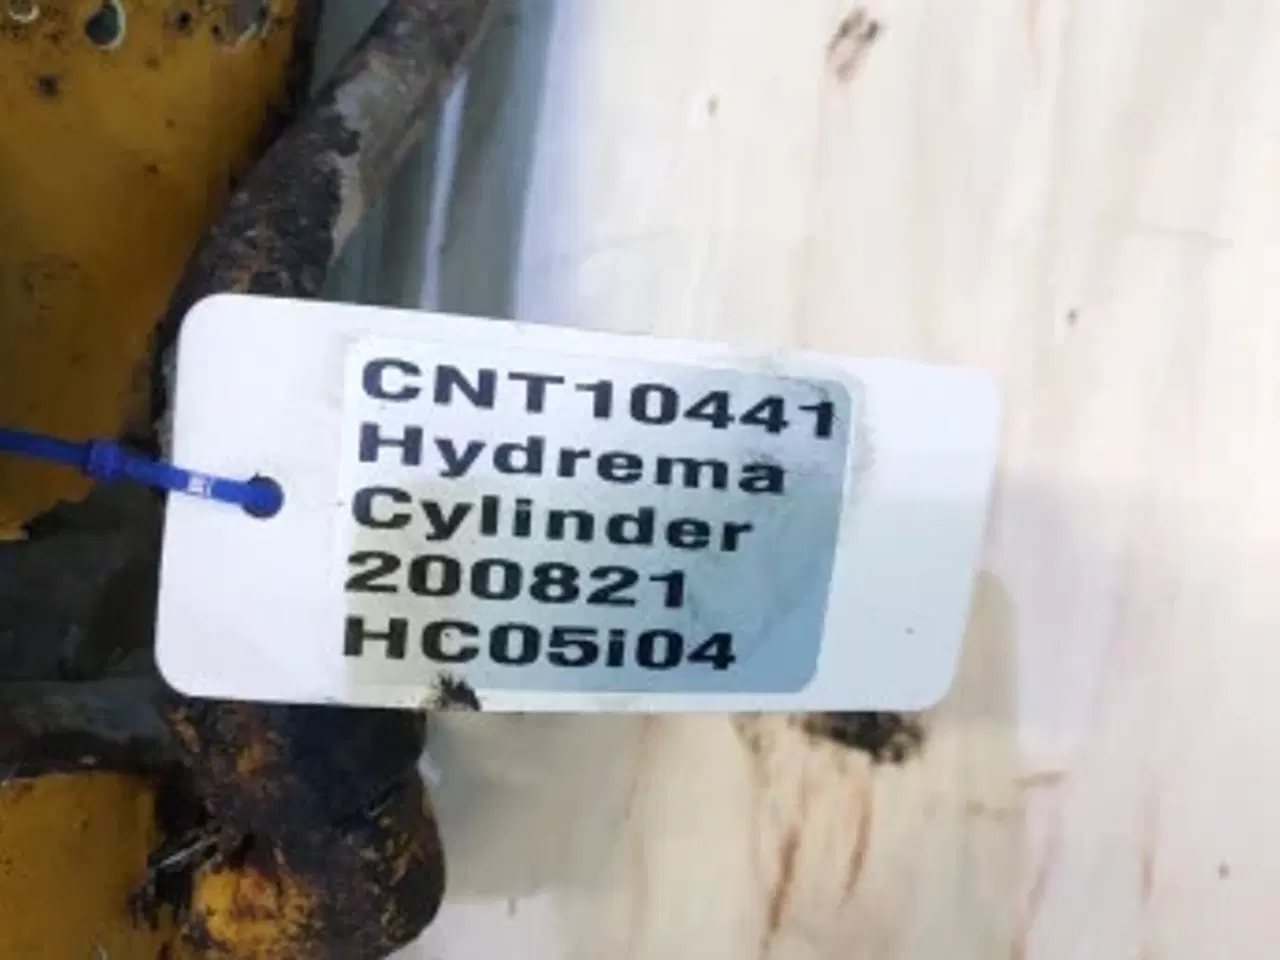 CNT10441
Hydrema
Cylinder
200821
HC05i04